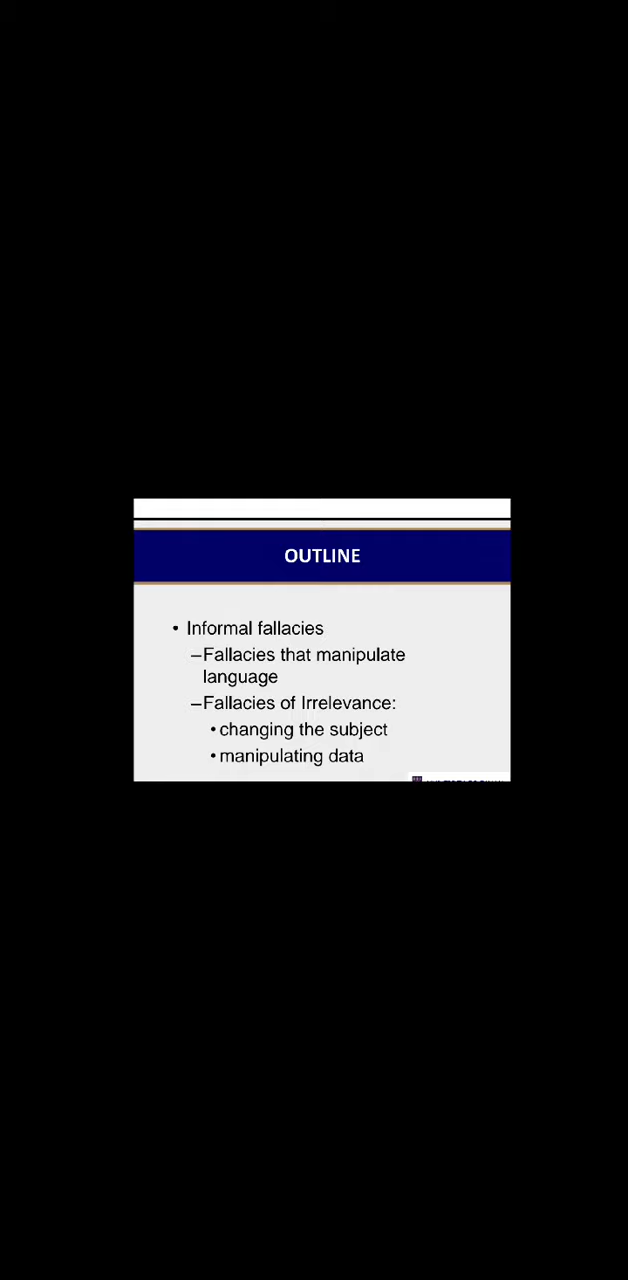 OUTLINE
• Informal fallacies
–Fallacies that manipulate
language
–Fallacies of Irrelevance:
• changing the subject
• manipulating data